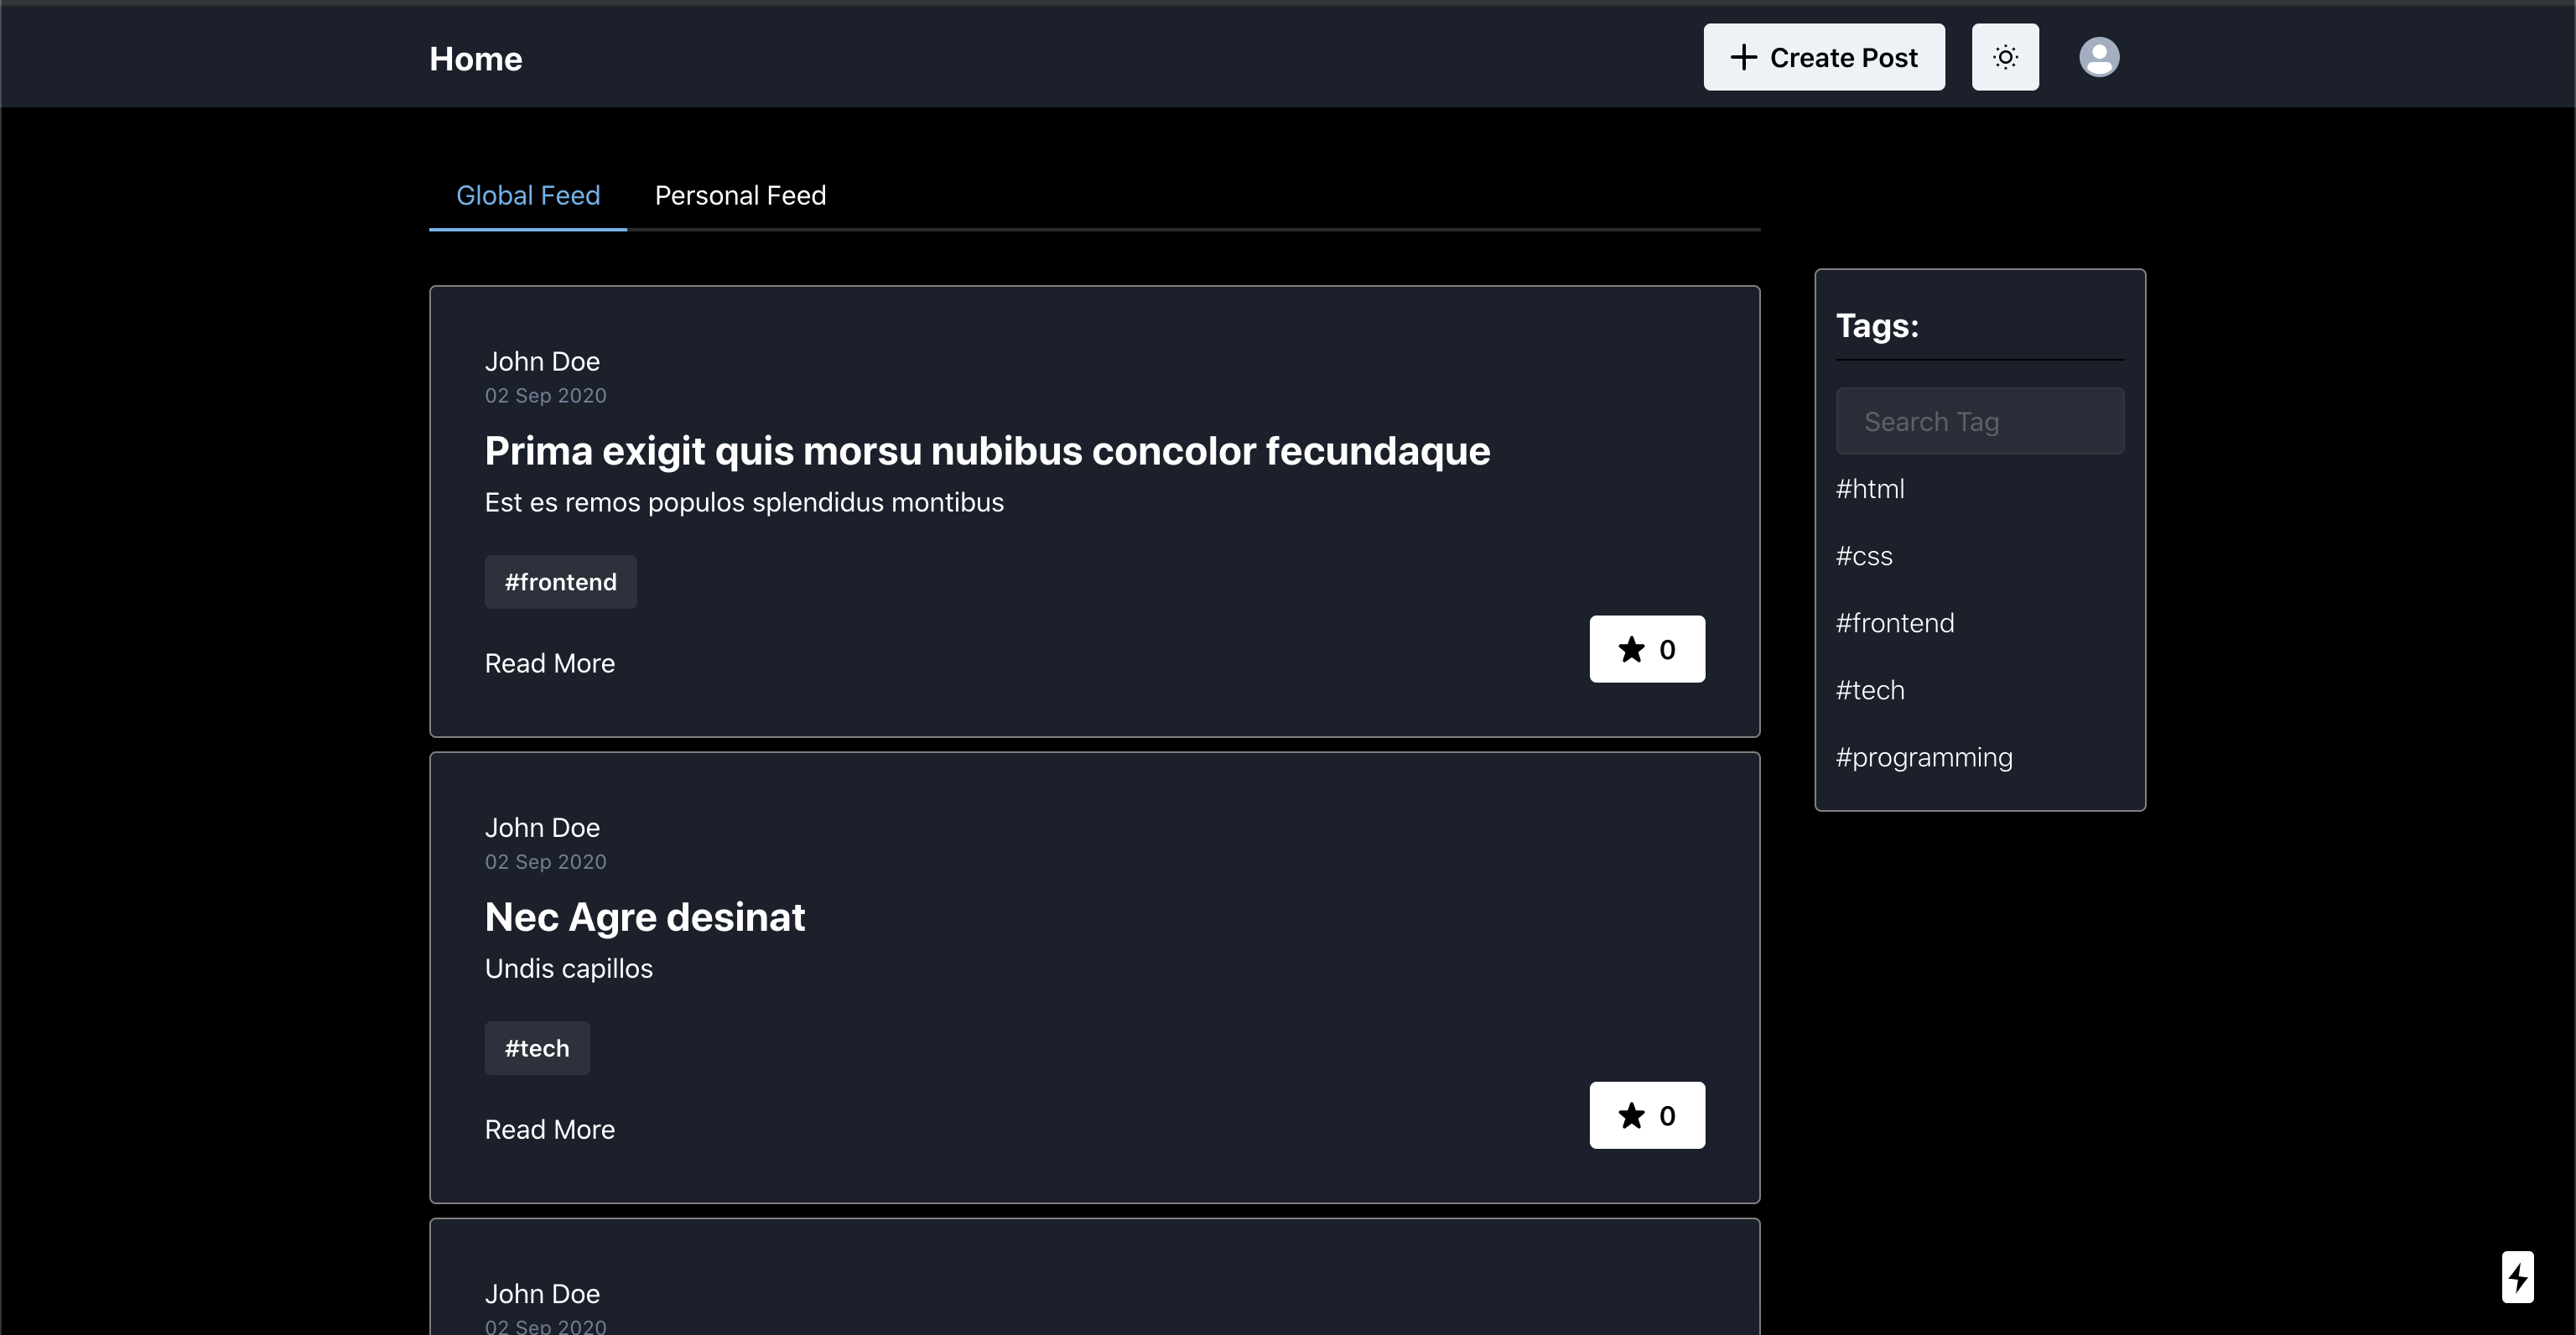 Home
Create Post
Global Feed
Personal Feed
John Doe
02 Sep 2020
Prima exigit quis morsu nubibus concolor fecundaque
Est es remos populos splendidus montibus
#frontend
Read More
0
John Doe
02 Sep 2020
Nec Agre desinat
Undis capillos
#tech
Read More
0
John Doe
02 Sep 2020
Tags:
Search Tag
#html
#css
#frontend
#tech
#programming